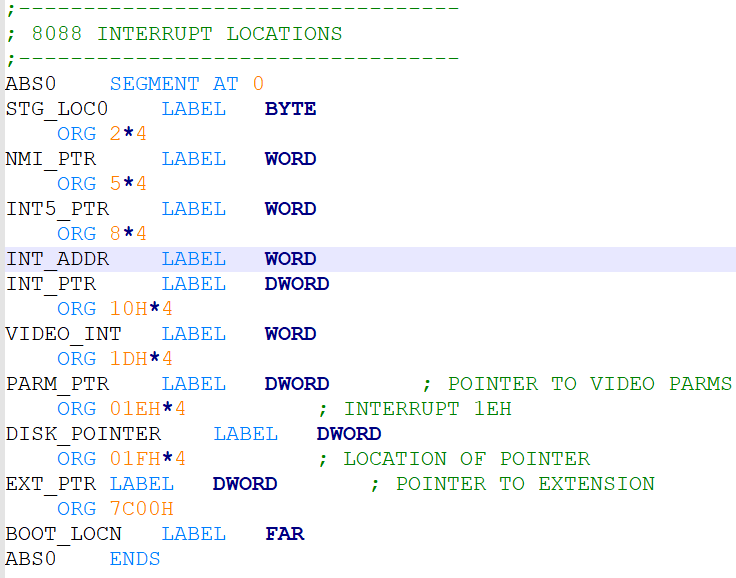 ;----------------------------------
; 8088 INTERRUPT LOCATIONS
;----------------------------------
ABS0    SEGMENT AT 0
STG_LOC0    LABEL   BYTE
    ORG 2*4
NMI_PTR     LABEL   WORD
    ORG 5*4
INT5_PTR    LABEL   WORD
    ORG 8*4
INT_ADDR    LABEL   WORD
INT_PTR     LABEL   DWORD
    ORG 10H*4
VIDEO_INT   LABEL   WORD
    ORG 1DH*4
PARM_PTR    LABEL   DWORD       ; POINTER TO VIDEO PARMS
    ORG 01EH*4          ; INTERRUPT 1EH
DISK_POINTER    LABEL   DWORD
    ORG 01FH*4          ; LOCATION OF POINTER
EXT_PTR LABEL   DWORD       ; POINTER TO EXTENSION
    ORG 7C00H
BOOT_LOCN   LABEL   FAR
ABS0    ENDS